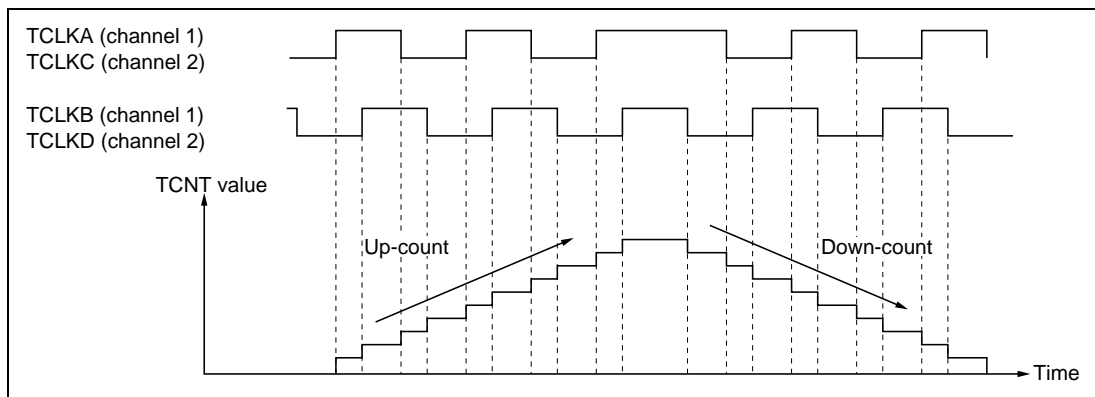 TCLKA (channel 1)
TCLKC (channel 2)
TCLKB (channel 1)
TCLKD (channel 2)
TCNT value
Up-count
Down-count
Time